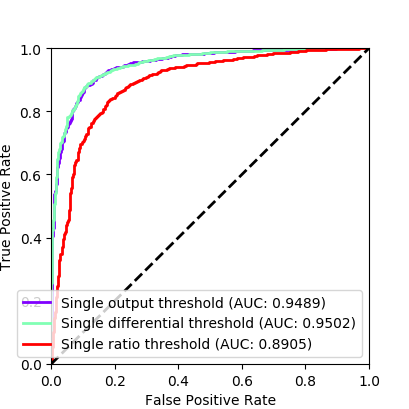 1.0
0.8
0.6
0.4
0.2
0.0
True Positive Rate
Single output threshold (AUC: 0.9489)
Single differential threshold (AUC: 0.9502)
Single ratio threshold (AUC: 0.8905)
0.0 0.2 0.4 0.6 0.8 1.0
False Positive Rate